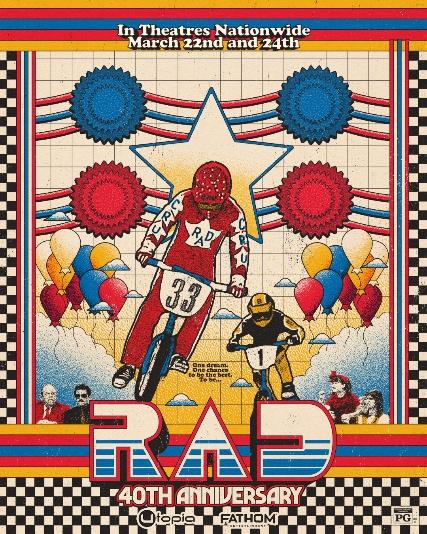 In Theatres Nationwide
March 22nd and 24th
CRU
RAD
CRU
33
1
One dream.
One chance
to be the best.
To be...
RAD
40TH ANNIVERSARY
Utopia
FATHOM
ENTERTAINMENT
PG